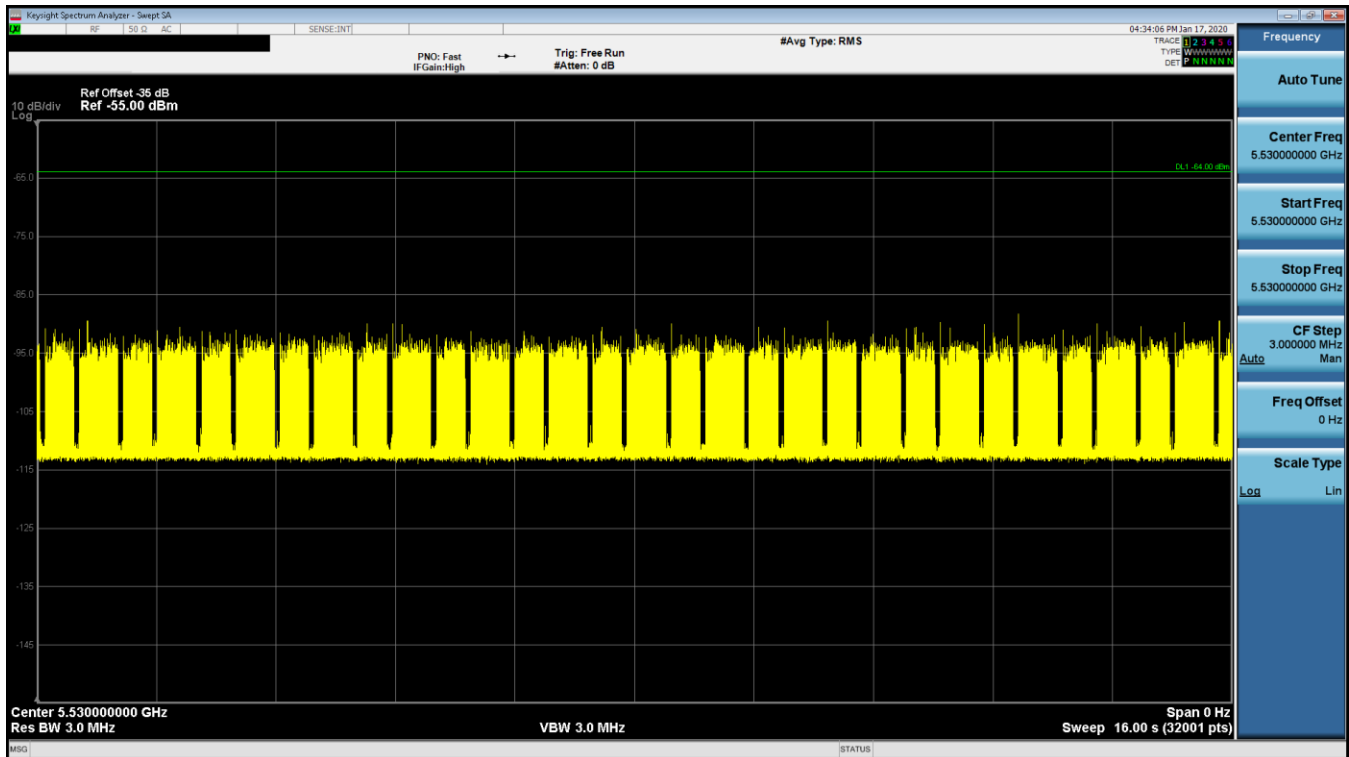 Keysight Spectrum Analyzer - Swept SA
LXI RF 50 Ω AC SENSE:INT 04:34:06 PM Jan 17, 2020
#Avg Type: RMS
TRACE 1 2 3 4 5 6
PNO: Fast Trig: Free Run TYPE WWWWWW
IFGain:High #Atten: 0 dB DET P N N N N N
Ref Offset -35 dB
10 dB/div Ref -55.00 dBm
Log
DL1 -64.00 dBm
-65.0
-75.0
-85.0
-95.0
-105
-115
-125
-135
-145
Center 5.530000000 GHz Span 0 Hz
Res BW 3.0 MHz VBW 3.0 MHz Sweep 16.00 s (32001 pts)
MSG STATUS
Frequency
Auto Tune
Center Freq
5.530000000 GHz
Start Freq
5.530000000 GHz
Stop Freq
5.530000000 GHz
CF Step
3.000000 MHz
Auto Man
Freq Offset
0 Hz
Scale Type
Log Lin